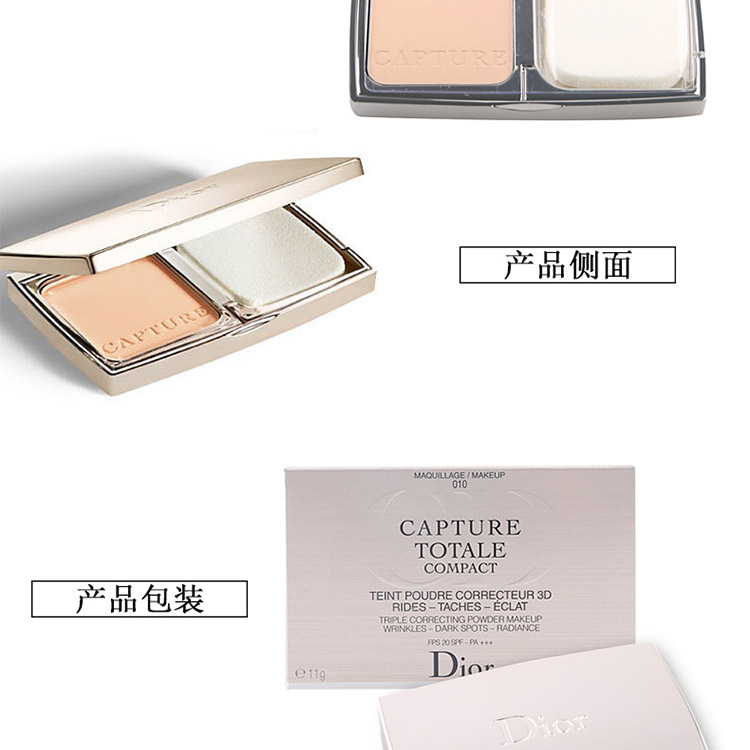 CAPTURE
Dior
CAPTURE
产品侧面
MAQUILLAGE / MAKEUP
010
CAPTURE
TOTALE
COMPACT
TEINT POUDRE CORRECTEUR 3D
RIDES – TACHES – ÉCLAT
TRIPLE CORRECTING POWDER MAKEUP
WRINKLES – DARK SPOTS – RADIANCE
FPS 20 SPF - PA +++
e 11g
Dior
产品包装
Dior